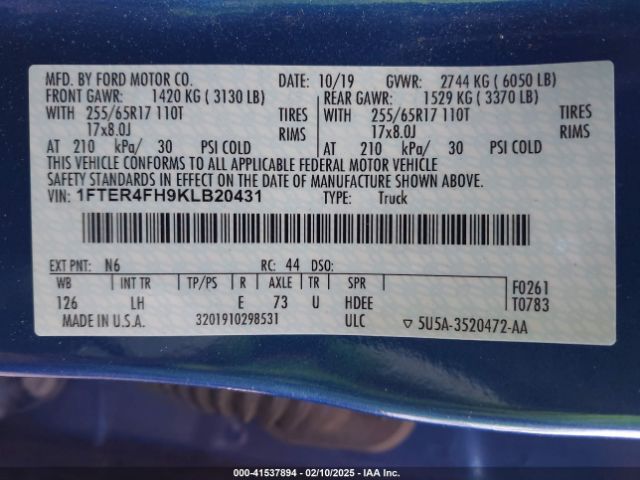 MFD. BY FORD MOTOR CO. DATE: 10/19 GVWR: 2744 KG ( 6050 LB)
FRONT GAWR: 1420 KG ( 3130 LB) REAR GAWR: 1529 KG ( 3370 LB)
WITH 255/65R17 110T TIRES WITH 255/65R17 110T TIRES
17x8.0J RIMS 17x8.0J RIMS
AT 210 kPa/ 30 PSI COLD AT 210 kPa/ 30 PSI COLD
THIS VEHICLE CONFORMS TO ALL APPLICABLE FEDERAL MOTOR VEHICLE
SAFETY STANDARDS IN EFFECT ON THE DATE OF MANUFACTURE SHOWN ABOVE.
VIN: 1FTER4FH9KLB20431 TYPE: Truck
EXT PNT: N6 RC: 44 DSO:
WB INT TR TP/PS R AXLE TR SPR F0261
126 LH E 73 U HDEE T0783
MADE IN U.S.A. 3201910298531 ULC ▽ 5U5A-3520472-AA
000-41537894 - 02/10/2025 - IAA Inc.